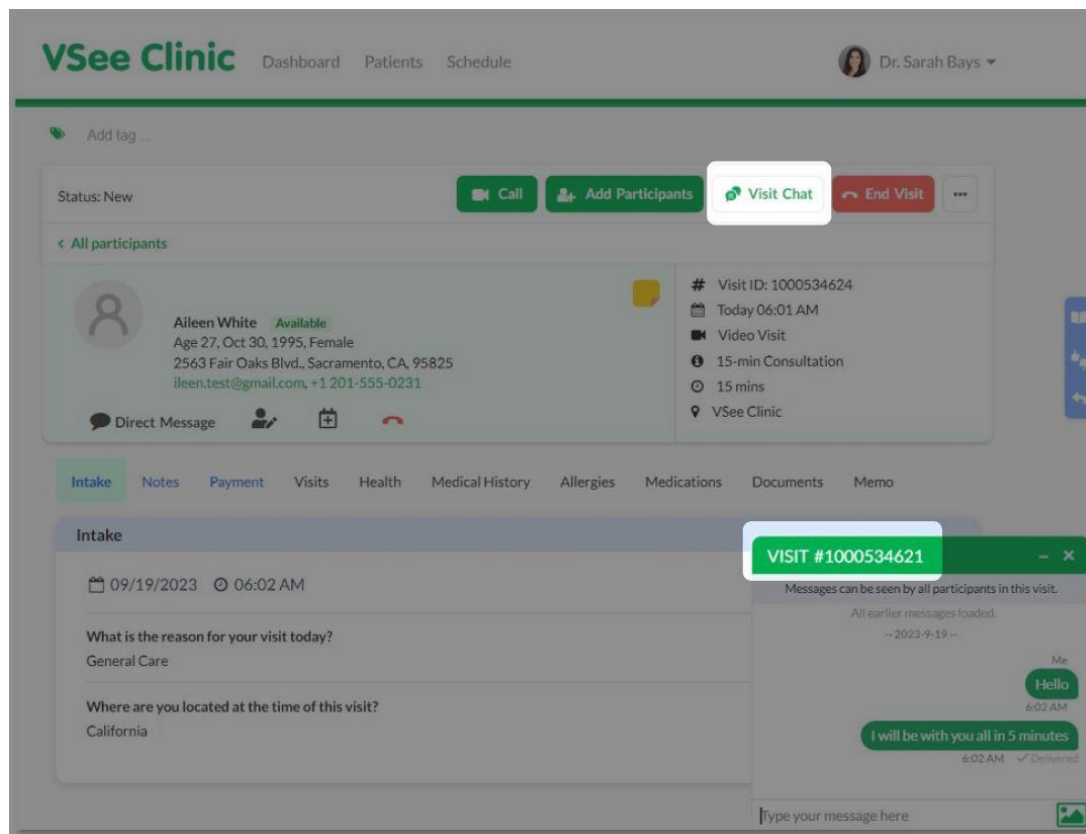 VSee Clinic Dashboard Patients Schedule Dr. Sarah Bays
Add tag ...
Status: New Call Add Participants Visit Chat End Visit ...
< All participants
Aileen White Available
Age 27, Oct 30, 1995, Female
2563 Fair Oaks Blvd., Sacramento, CA, 95825
ileen.test@gmail.com, +1 201-555-0231
Direct Message
# Visit ID: 1000534624
Today 06:01 AM
Video Visit
15-min Consultation
15 mins
VSee Clinic
Intake Notes Payment Visits Health Medical History Allergies Medications Documents Memo
Intake
09/19/2023 06:02 AM
What is the reason for your visit today?
General Care
Where are you located at the time of this visit?
California
VISIT #1000534621
Messages can be seen by all participants in this visit.
All earlier messages loaded.
-- 2023-9-19 --
Me
Hello
6:02 AM
I will be with you all in 5 minutes
6:02 AM ✓ Delivered
Type your message here